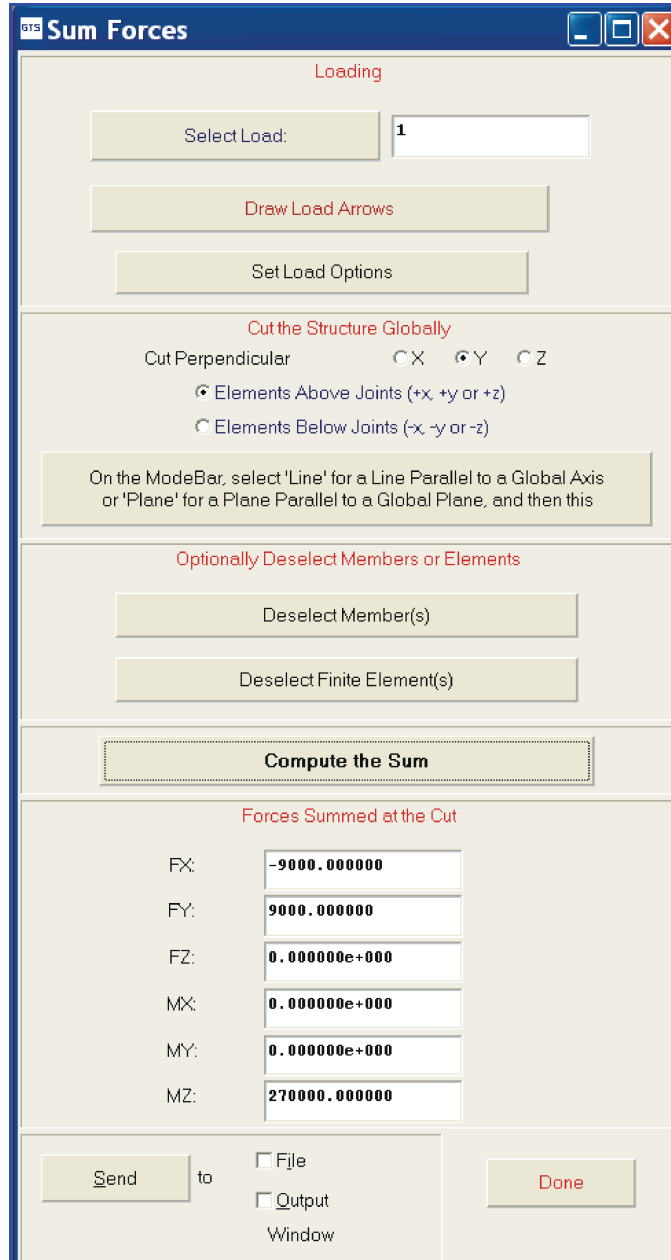 GTS Sum Forces
Loading
Select Load: 1
Draw Load Arrows
Set Load Options
Cut the Structure Globally
Cut Perpendicular X Y Z
Elements Above Joints (+x, +y or +z)
Elements Below Joints (-x, -y or -z)
On the ModeBar, select 'Line' for a Line Parallel to a Global Axis
or 'Plane' for a Plane Parallel to a Global Plane, and then this
Optionally Deselect Members or Elements
Deselect Member(s)
Deselect Finite Element(s)
Compute the Sum
Forces Summed at the Cut
FX: -9000.000000
FY: 9000.000000
FZ: 0.000000e+000
MX: 0.000000e+000
MY: 0.000000e+000
MZ: 270000.000000
Send to File
Output
Window
Done